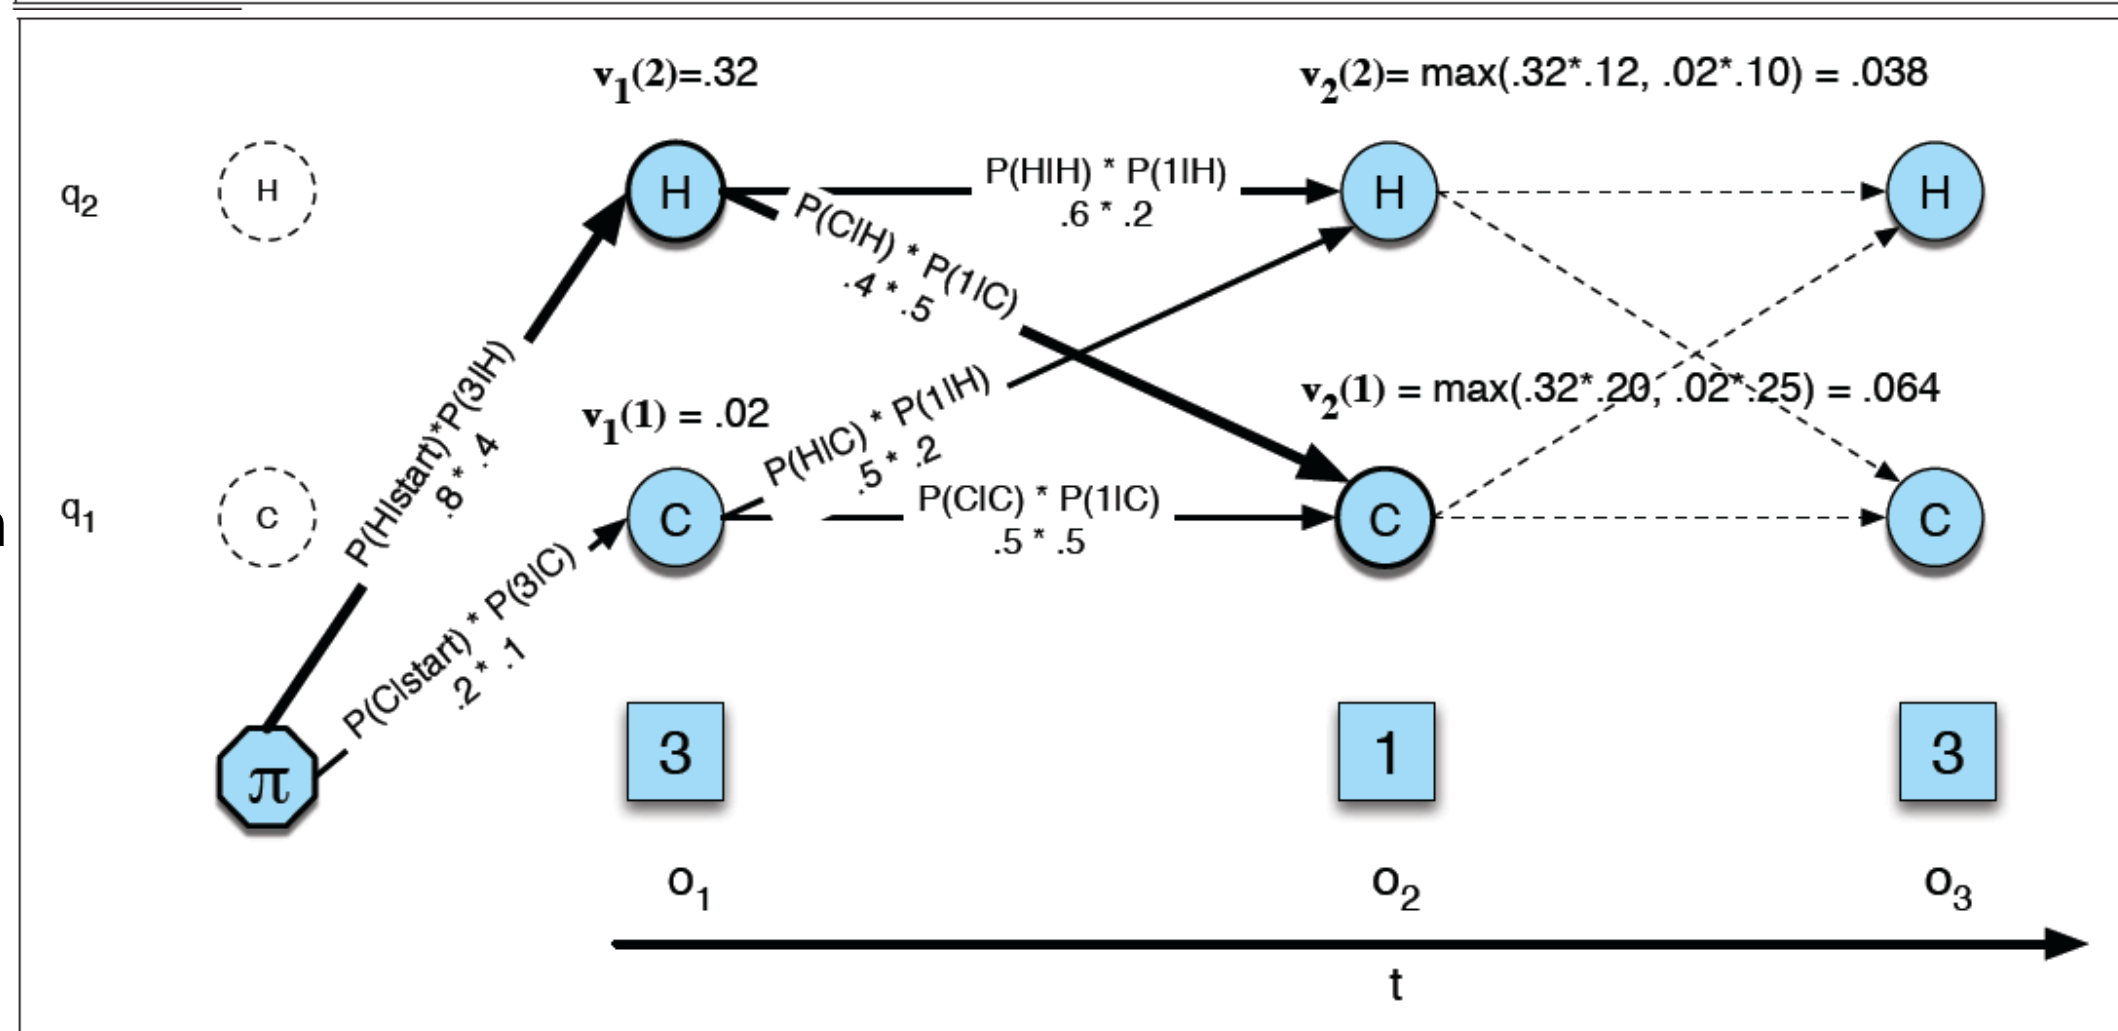 v1(2)=.32
v2(2)= max(.32*.12, .02*.10) = .038
q2
H
H
P(H|H) * P(1|H)
.6 * .2
H
H
P(C|H) * P(1|C)
.4 * .5
P(H|start)*P(3|H)
.8* .4
v1(1) = .02
P(H|C) * P(1|H)
.5 * .2
v2(1) = max(.32*.20, .02*.25) = .064
n
q1
C
C
P(C|C) * P(1|C)
.5 * .5
C
C
P(C|start) * P(3|C)
.2 * .1
π
3
1
3
o1
o2
o3
t